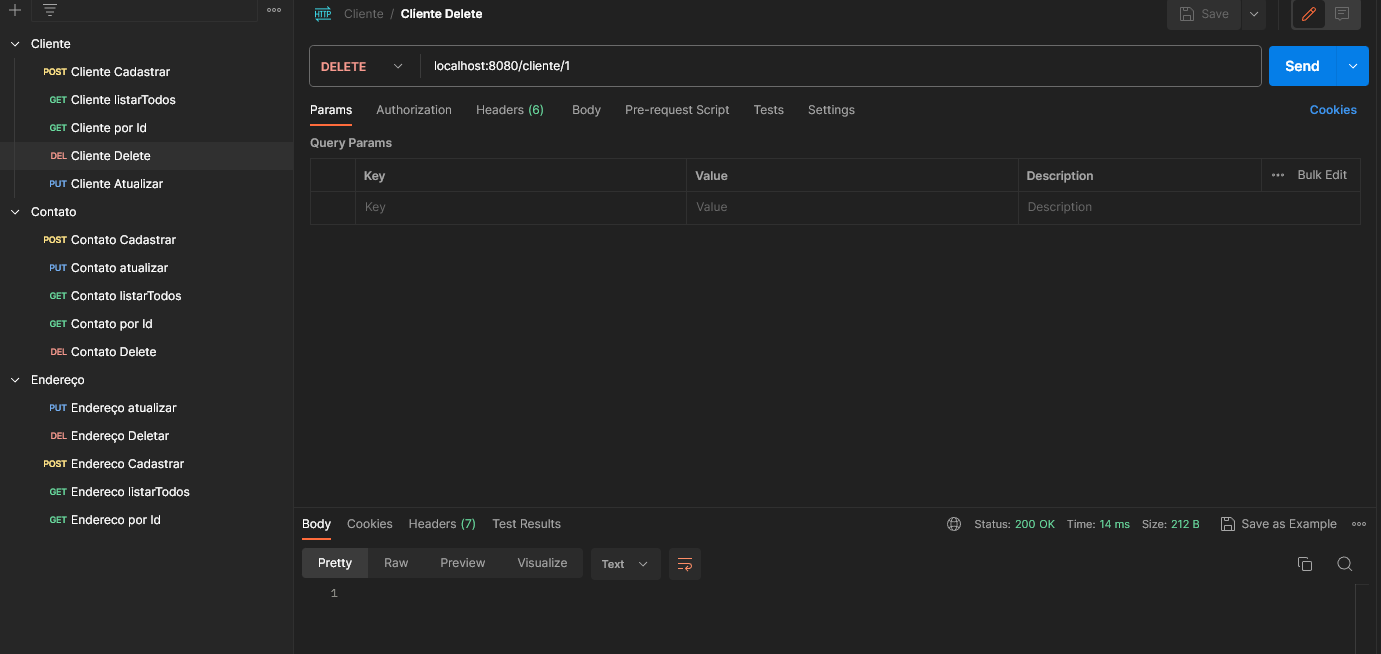 HTTP Cliente / Cliente Delete
Save
Cliente
POST Cliente Cadastrar
GET Cliente listarTodos
GET Cliente por Id
DEL Cliente Delete
PUT Cliente Atualizar
Contato
POST Contato Cadastrar
PUT Contato atualizar
GET Contato listarTodos
GET Contato por Id
DEL Contato Delete
Endereço
PUT Endereço atualizar
DEL Endereço Deletar
POST Endereco Cadastrar
GET Endereco listarTodos
GET Endereco por Id
DELETE localhost:8080/cliente/1 Send
Params Authorization Headers (6) Body Pre-request Script Tests Settings Cookies
Query Params
Key Value Description Bulk Edit
Key Value Description
Body Cookies Headers (7) Test Results Status: 200 OK Time: 14 ms Size: 212 B Save as Example
Pretty Raw Preview Visualize Text
1